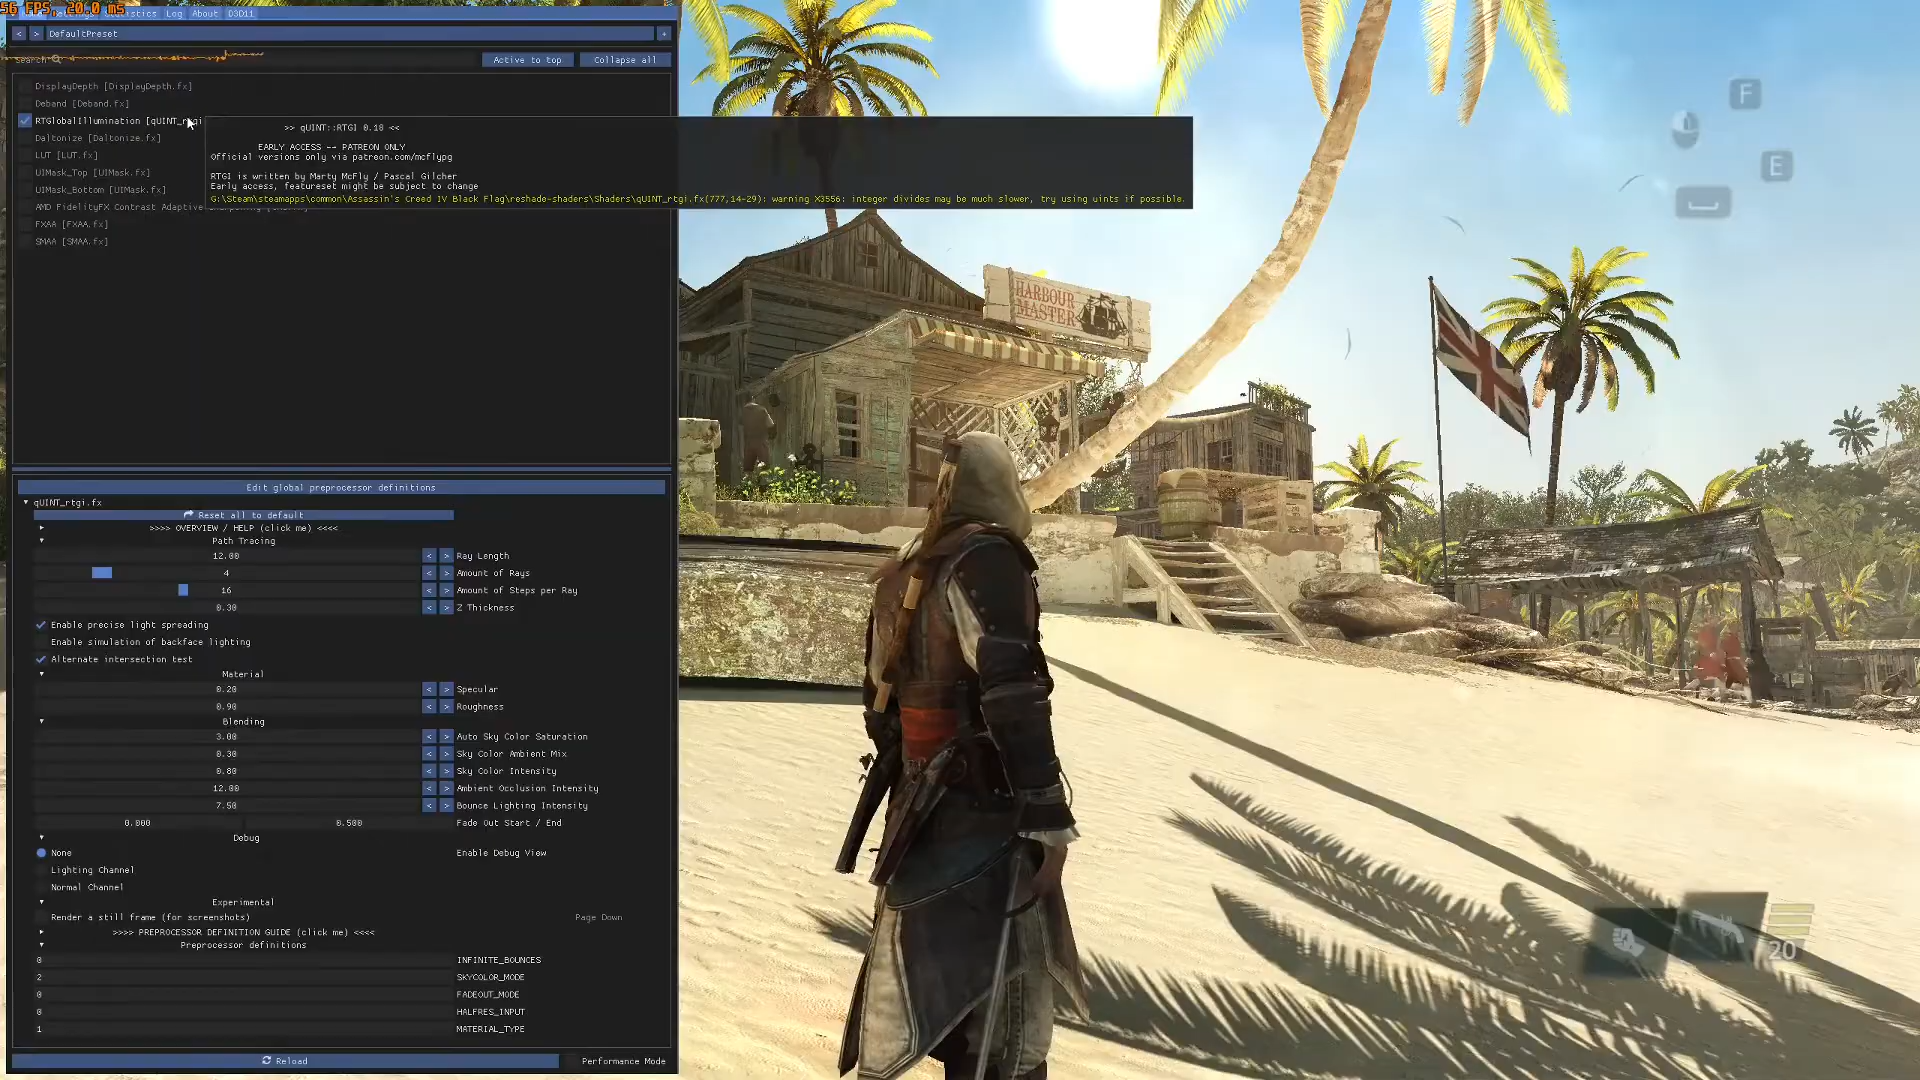 56 FPS, 20.0 ms
Statistics Log About D3D11
< > DefaultPreset +
Search Active to top Collapse all
DisplayDepth [DisplayDepth.fx]
Deband [Deband.fx]
RTGlobalIllumination [qUINT_rtgi
Daltonize [Daltonize.fx]
LUT [LUT.fx]
UIMask_Top [UIMask.fx]
UIMask_Bottom [UIMask.fx]
AMD FidelityFX Contrast Adaptive
FXAA [FXAA.fx]
SMAA [SMAA.fx]
>> qUINT::RTGI 0.18 <<
EARLY ACCESS -- PATREON ONLY
Official versions only via patreon.com/mcflypg
RTGI is written by Marty McFly / Pascal Gilcher
Early access, featureset might be subject to change
G:\Steam\steamapps\common\Assassin's Creed IV Black Flag\reshade-shaders\Shaders\qUINT_rtgi.fx(777,14-29): warning X3556: integer divides may be much slower, try using uints if possible.
HARBOUR
MASTER
F
E
Edit global preprocessor definitions
qUINT_rtgi.fx
Reset all to default
>>>> OVERVIEW / HELP (click me) <<<<
Path Tracing
12.00 < > Ray Length
4 < > Amount of Rays
16 < > Amount of Steps per Ray
0.30 < > Z Thickness
Enable precise light spreading
Enable simulation of backface lighting
Alternate intersection test
Material
0.20 < > Specular
0.90 < > Roughness
Blending
3.00 < > Auto Sky Color Saturation
0.30 < > Sky Color Ambient Mix
0.80 < > Sky Color Intensity
12.00 < > Ambient Occlusion Intensity
7.50 < > Bounce Lighting Intensity
0.000 0.500 Fade Out Start / End
Debug
None Enable Debug View
Lighting Channel
Normal Channel
Experimental
Render a still frame (for screenshots) Page Down
>>>> PREPROCESSOR DEFINITION GUIDE (click me) <<<<
Preprocessor definitions
0 INFINITE_BOUNCES
2 SKYCOLOR_MODE
0 FADEOUT_MODE
0 HALFRES_INPUT
1 MATERIAL_TYPE
Reload Performance Mode
20